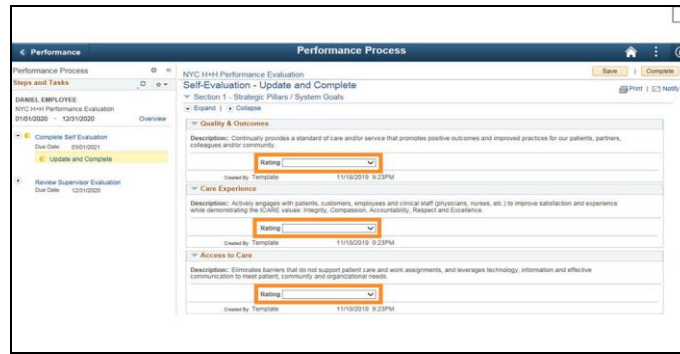 Performance
Performance Process
Performance Process
Steps and Tasks
DANIEL EMPLOYEE
NYC H+H Performance Evaluation
01/01/2020 - 12/31/2020 Overview
Complete Self Evaluation
Due Date 03/01/2021
Update and Complete
Review Supervisor Evaluation
Due Date 12/31/2020
NYC H+H Performance Evaluation
Save | Complete
Self-Evaluation - Update and Complete
Print | Notify
Section 1 - Strategic Pillars / System Goals
Expand | Collapse
Quality & Outcomes
Description: Continually provides a standard of care and/or service that promotes positive outcomes and improved practices for our patients, partners,
colleagues and/or community.
Rating
Created By Template 11/18/2019 9:23PM
Care Experience
Description: Actively engages with patients, customers, employees and clinical staff (physicians, nurses, etc.) to improve satisfaction and experience
while demonstrating the ICARE values: Integrity, Compassion, Accountability, Respect and Excellence.
Rating
Created By Template 11/18/2019 9:23PM
Access to Care
Description: Eliminates barriers that do not support patient care and work assignments, and leverages technology, information and effective
communication to meet patient, community and organizational needs.
Rating
Created By Template 11/18/2019 9:23PM